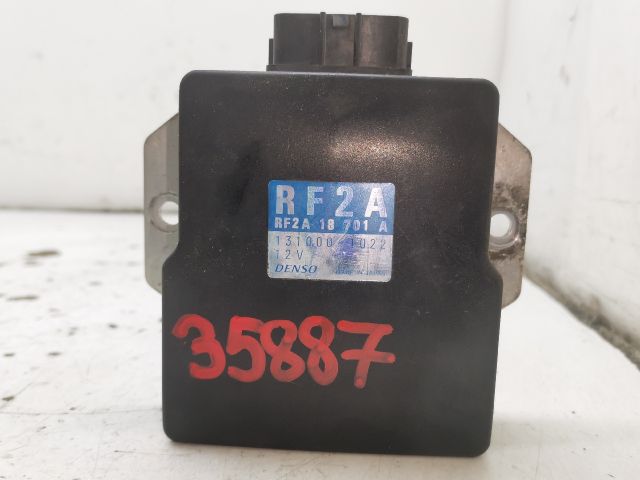 RF2A
RF2A 18 701 A
131000-1022
12V
DENSO
35887